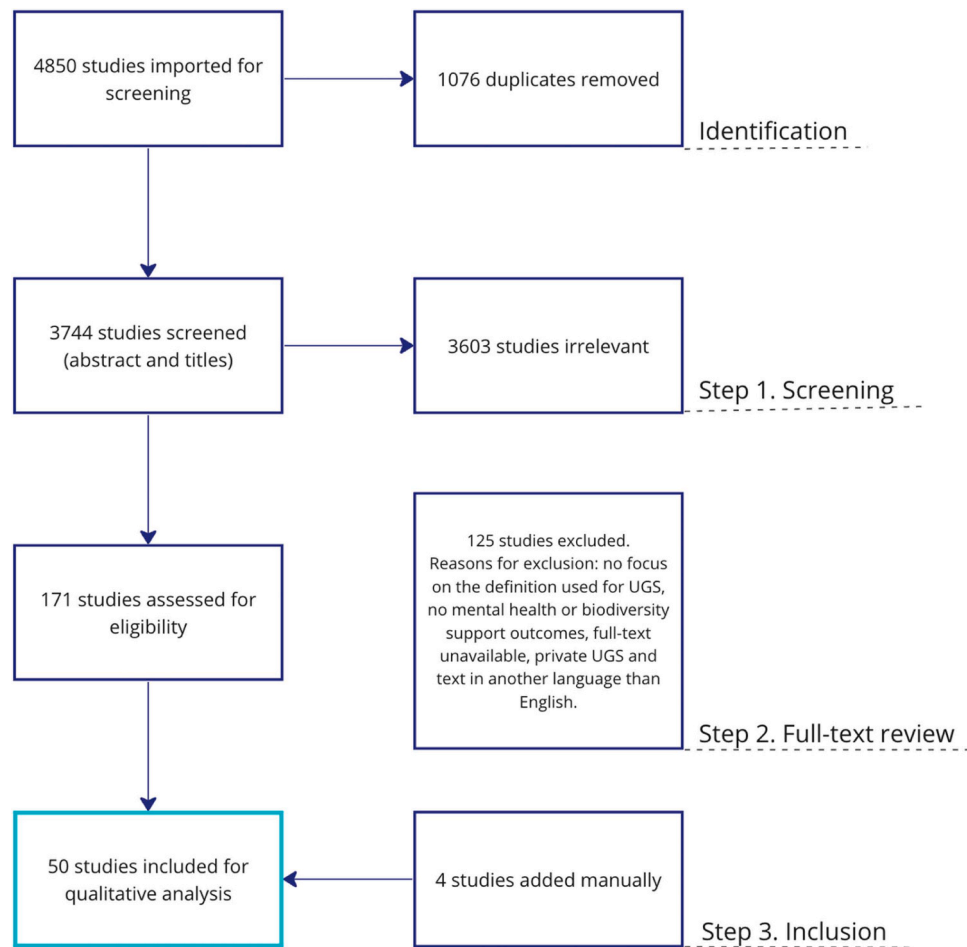 4850 studies imported for
screening
1076 duplicates removed
Identification
3744 studies screened
(abstract and titles)
3603 studies irrelevant
Step 1. Screening
171 studies assessed for
eligibility
125 studies excluded.
Reasons for exclusion: no focus
on the definition used for UGS,
no mental health or biodiversity
support outcomes, full-text
unavailable, private UGS and
text in another language than
English.
Step 2. Full-text review
50 studies included for
qualitative analysis
4 studies added manually
Step 3. Inclusion